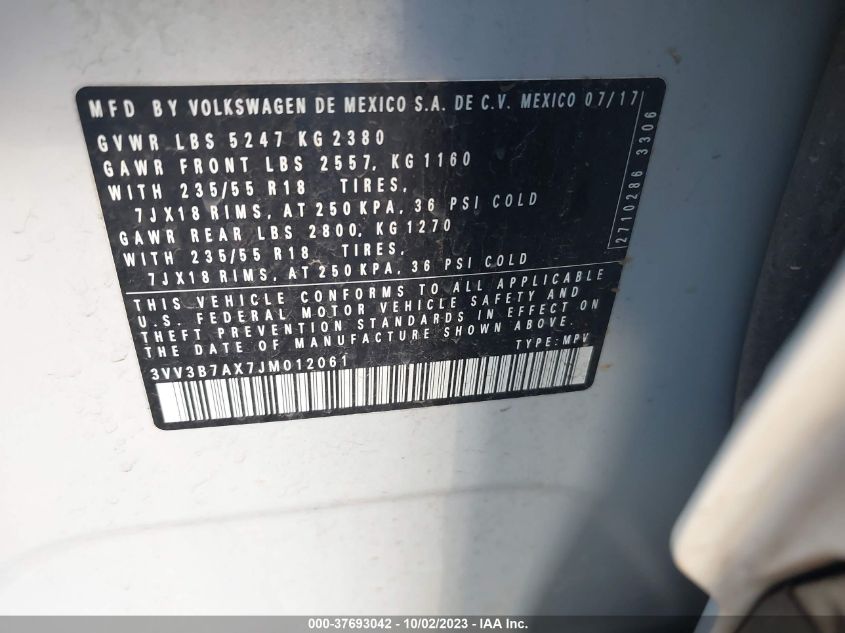 MFD BY VOLKSWAGEN DE MEXICO S.A. DE C.V. MEXICO 07/17
GVWR LBS 5247 KG 2380
GAWR FRONT LBS 2557, KG 1160
WITH 235/55 R18 TIRES,
7JX18 RIMS, AT 250 KPA, 36 PSI COLD
GAWR REAR LBS 2800, KG 1270
WITH 235/55 R18 TIRES,
7JX18 RIMS, AT 250 KPA, 36 PSI COLD
THIS VEHICLE CONFORMS TO ALL APPLICABLE
U.S. FEDERAL MOTOR VEHICLE SAFETY AND
THEFT PREVENTION STANDARDS IN EFFECT ON
THE DATE OF MANUFACTURE SHOWN ABOVE.
3VV3B7AX7JM012061 TYPE: MPV
2710286 3306
000-37693042 - 10/02/2023 - IAA Inc.